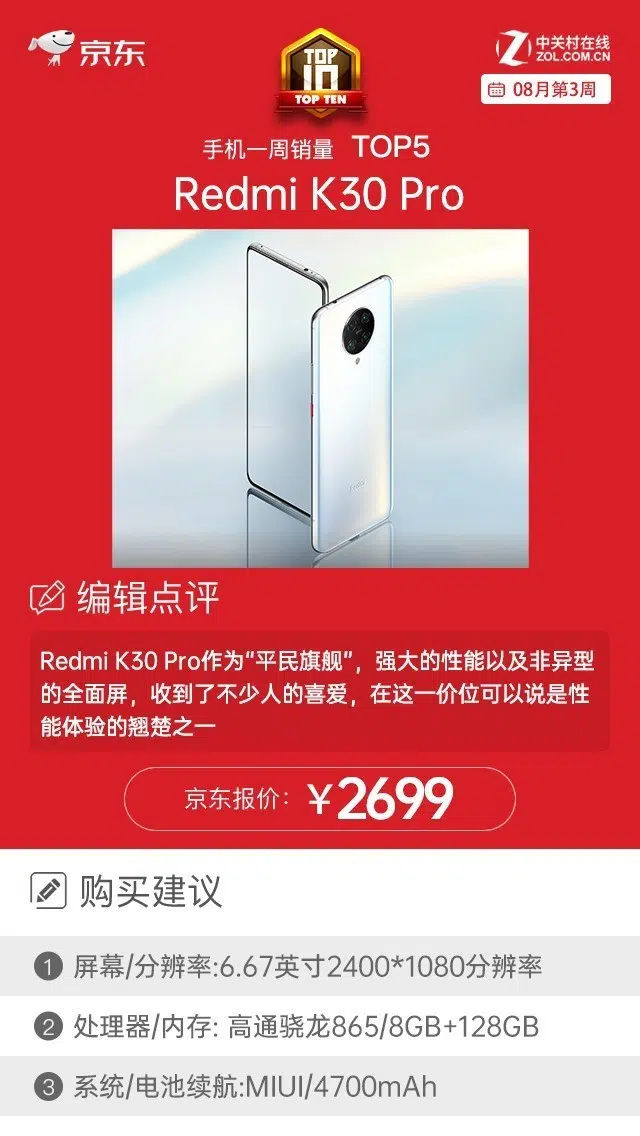 京东
TOP
10
TOP TEN
中关村在线
ZOL.COM.CN
08月第3周
手机一周销量 TOP5
Redmi K30 Pro
编辑点评
Redmi K30 Pro作为“平民旗舰”，强大的性能以及非异型
的全面屏，收到了不少人的喜爱，在这一价位可以说是性
能体验的翘楚之一
京东报价：￥2699
购买建议
1 屏幕/分辨率:6.67英寸2400*1080分辨率
2 处理器/内存: 高通骁龙865/8GB+128GB
3 系统/电池续航:MIUI/4700mAh